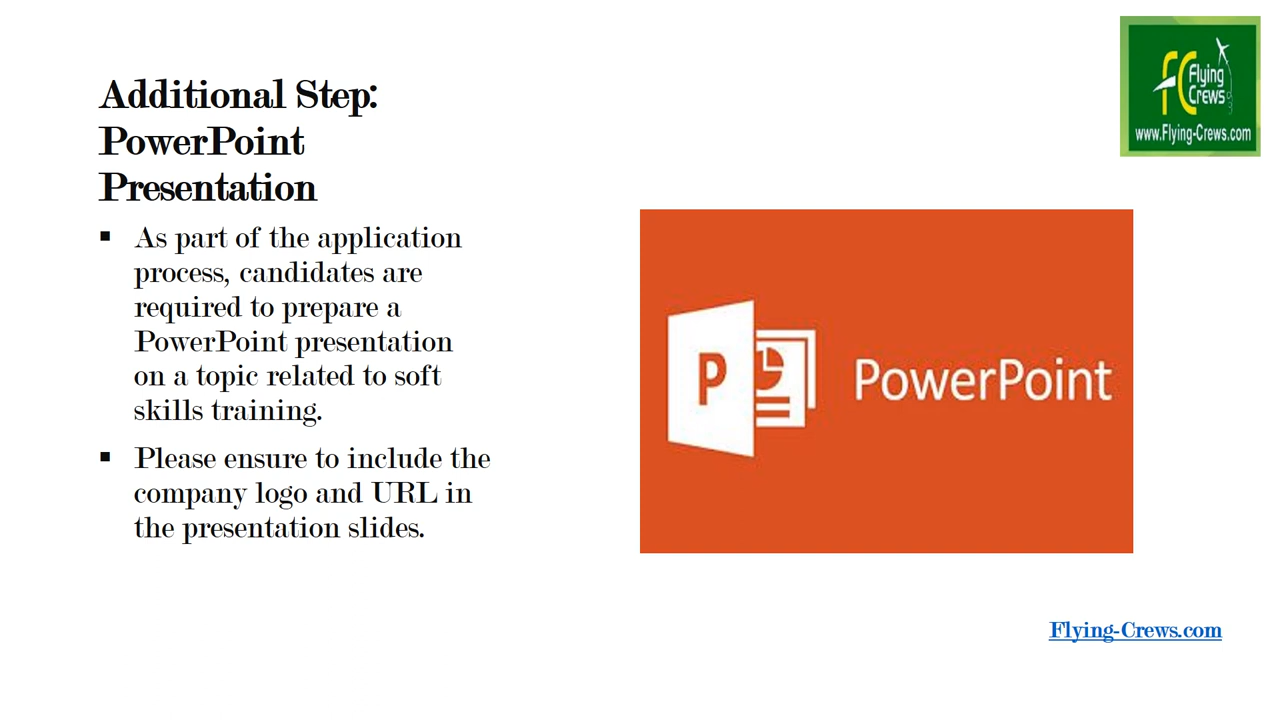 Additional Step:
PowerPoint
Presentation
▪ As part of the application
process, candidates are
required to prepare a
PowerPoint presentation
on a topic related to soft
skills training.
▪ Please ensure to include the
company logo and URL in
the presentation slides.
FC Flying
Crews
www.Flying-Crews.com
P PowerPoint
Flying-Crews.com